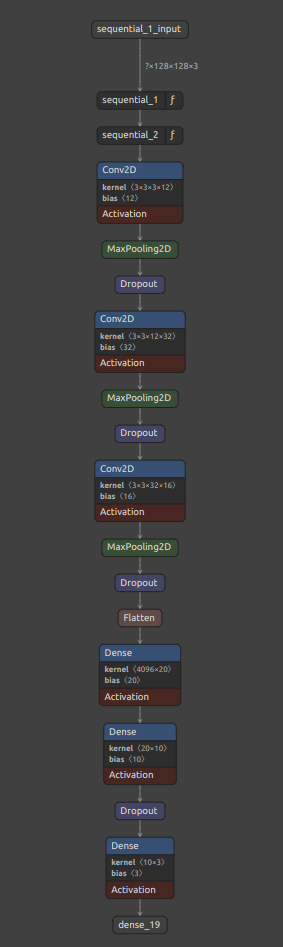 sequential_1_input
?×128×128×3
sequential_1 ƒ
sequential_2 ƒ
Conv2D
kernel ⟨3×3×3×12⟩
bias ⟨12⟩
Activation
MaxPooling2D
Dropout
Conv2D
kernel ⟨3×3×12×32⟩
bias ⟨32⟩
Activation
MaxPooling2D
Dropout
Conv2D
kernel ⟨3×3×32×16⟩
bias ⟨16⟩
Activation
MaxPooling2D
Dropout
Flatten
Dense
kernel ⟨4096×20⟩
bias ⟨20⟩
Activation
Dense
kernel ⟨20×10⟩
bias ⟨10⟩
Activation
Dropout
Dense
kernel ⟨10×3⟩
bias ⟨3⟩
Activation
dense_19